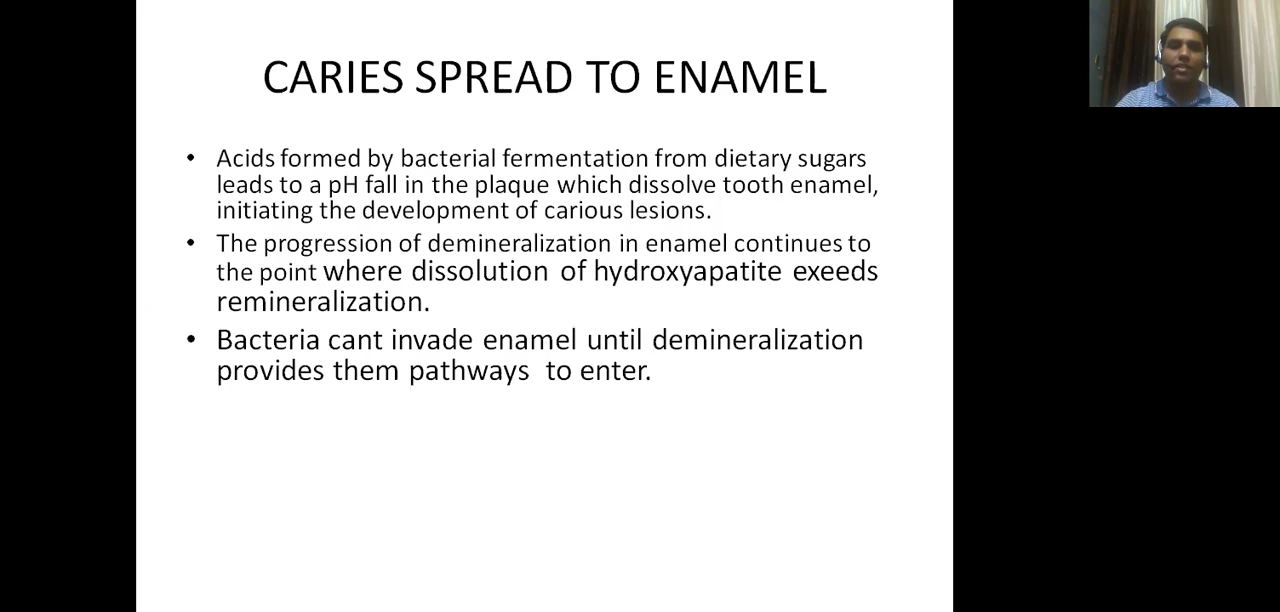 CARIES SPREAD TO ENAMEL
• Acids formed by bacterial fermentation from dietary sugars
leads to a pH fall in the plaque which dissolve tooth enamel,
initiating the development of carious lesions.
• The progression of demineralization in enamel continues to
the point where dissolution of hydroxyapatite exeeds
remineralization.
• Bacteria cant invade enamel until demineralization
provides them pathways to enter.